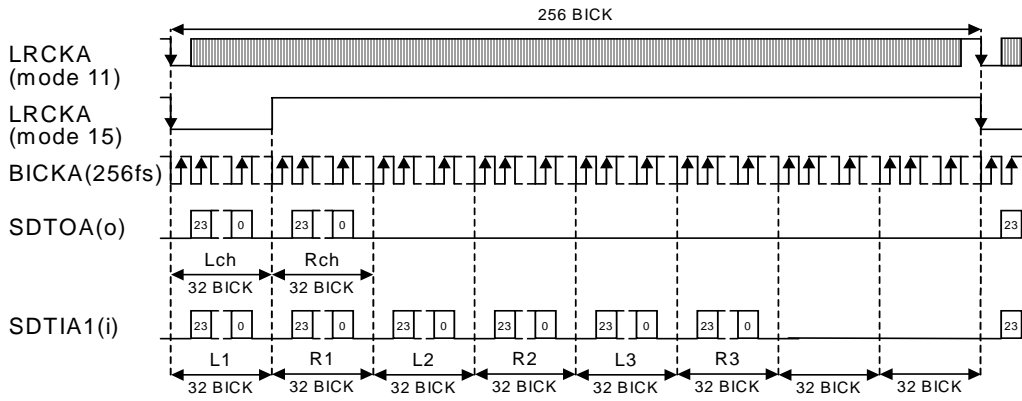 256 BICK
LRCKA
(mode 11)
LRCKA
(mode 15)
BICKA(256fs)
SDTOA(o)
23 0 23 0 23
Lch Rch
32 BICK 32 BICK
SDTIA1(i)
23 0 23 0 23 0 23 0 23 0 23 0 23
L1 R1 L2 R2 L3 R3
32 BICK 32 BICK 32 BICK 32 BICK 32 BICK 32 BICK 32 BICK 32 BICK